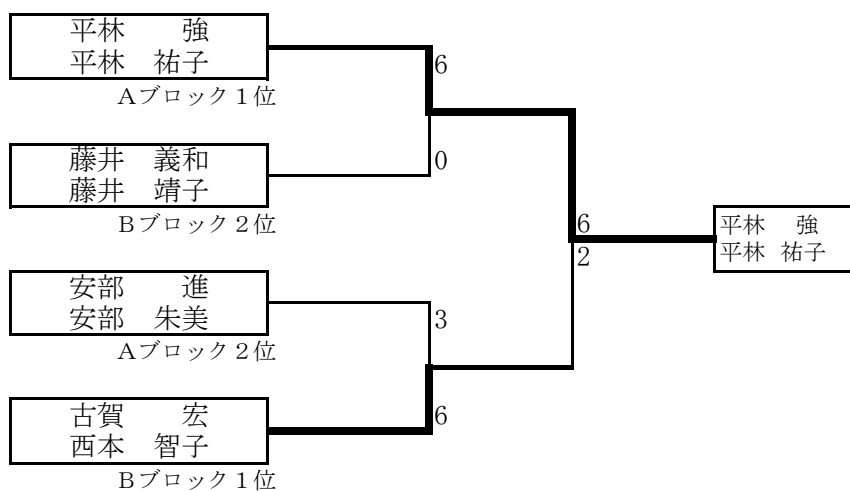 平林　　強
平林　祐子
Aブロック1位
6
藤井　義和
藤井　靖子
0
Bブロック2位
6
2
平林　強
平林　祐子
安部　　進
安部　朱美
3
Aブロック2位
古賀　　宏
西本　智子
6
Bブロック1位